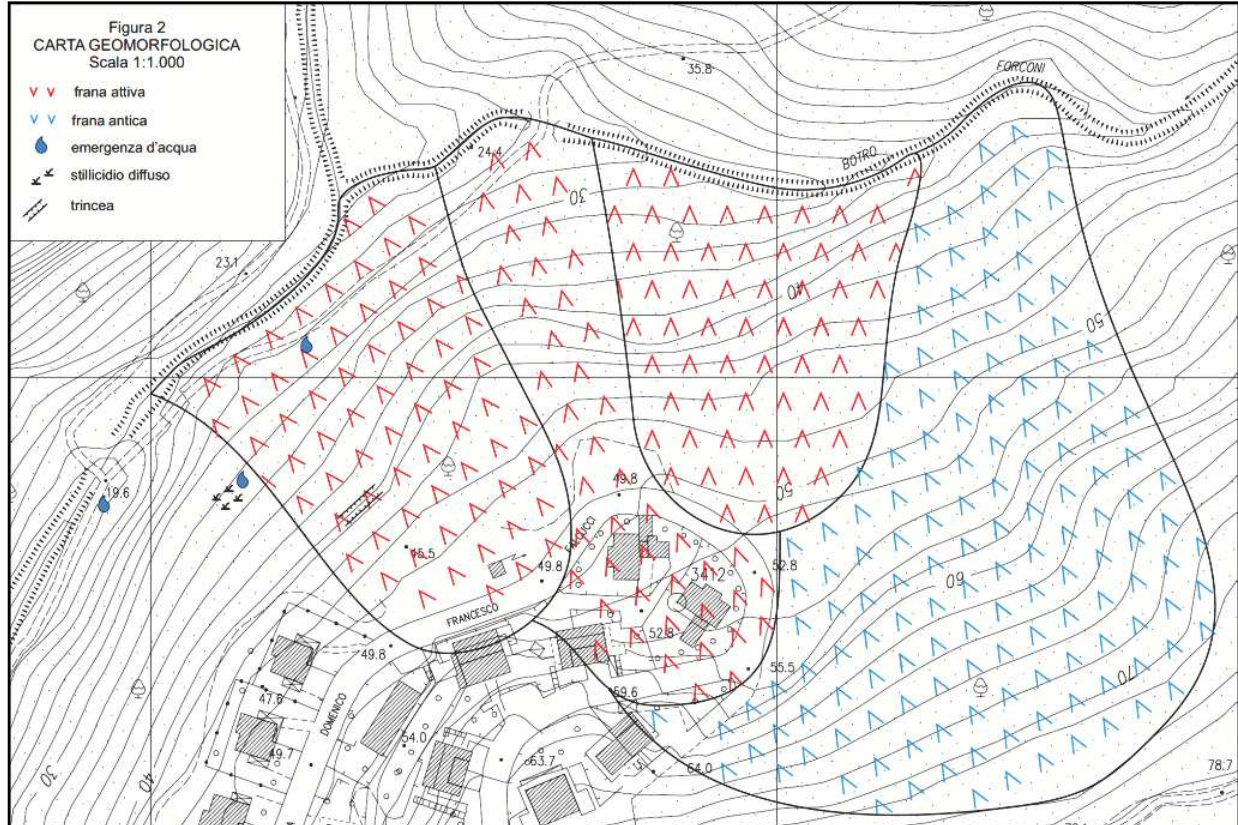 Figura 2
CARTA GEOMORFOLOGICA
Scala 1:1.000
frana attiva
frana antica
emergenza d'acqua
stillicidio diffuso
trincea
35.8
FORCONI
24.4
BOTRO
30
23.1
40
50
19.6
49.8
50
45.5
49.8
3412
52.8
60
FRANCESCO
52.8
49.8
55.5
70
59.6
47.6
DOMENICO
54.0
49.7
63.7
64.0
78.7
30
40